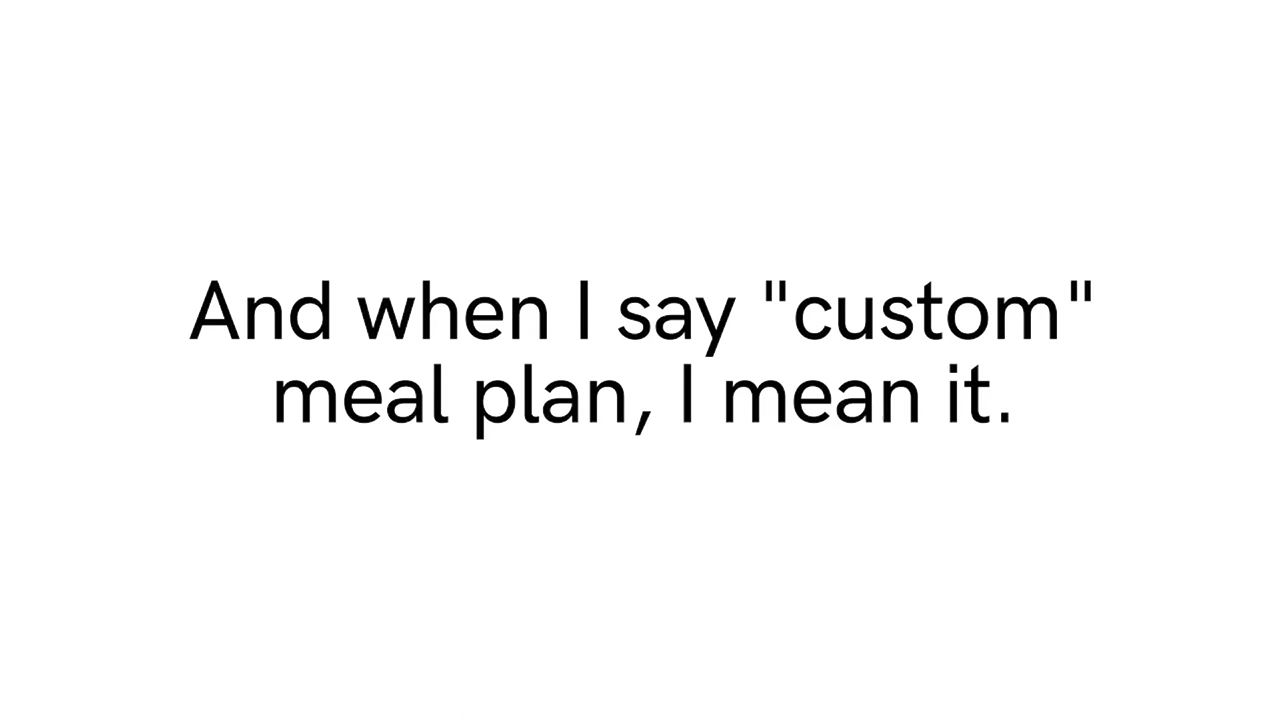 And when I say "custom"
meal plan, I mean it.